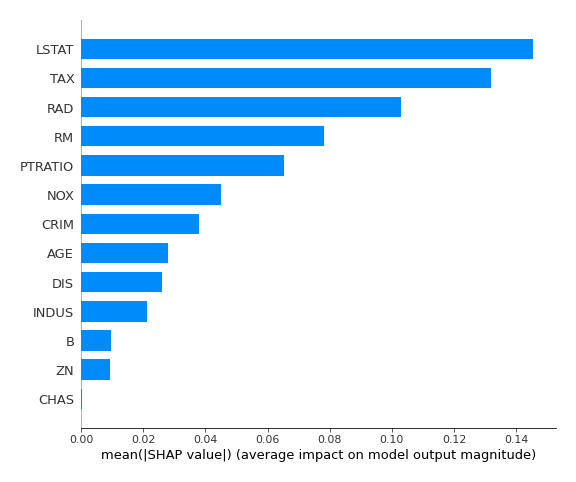 LSTAT
TAX
RAD
RM
PTRATIO
NOX
CRIM
AGE
DIS
INDUS
B
ZN
CHAS
0.00 0.02 0.04 0.06 0.08 0.10 0.12 0.14
mean(|SHAP value|) (average impact on model output magnitude)